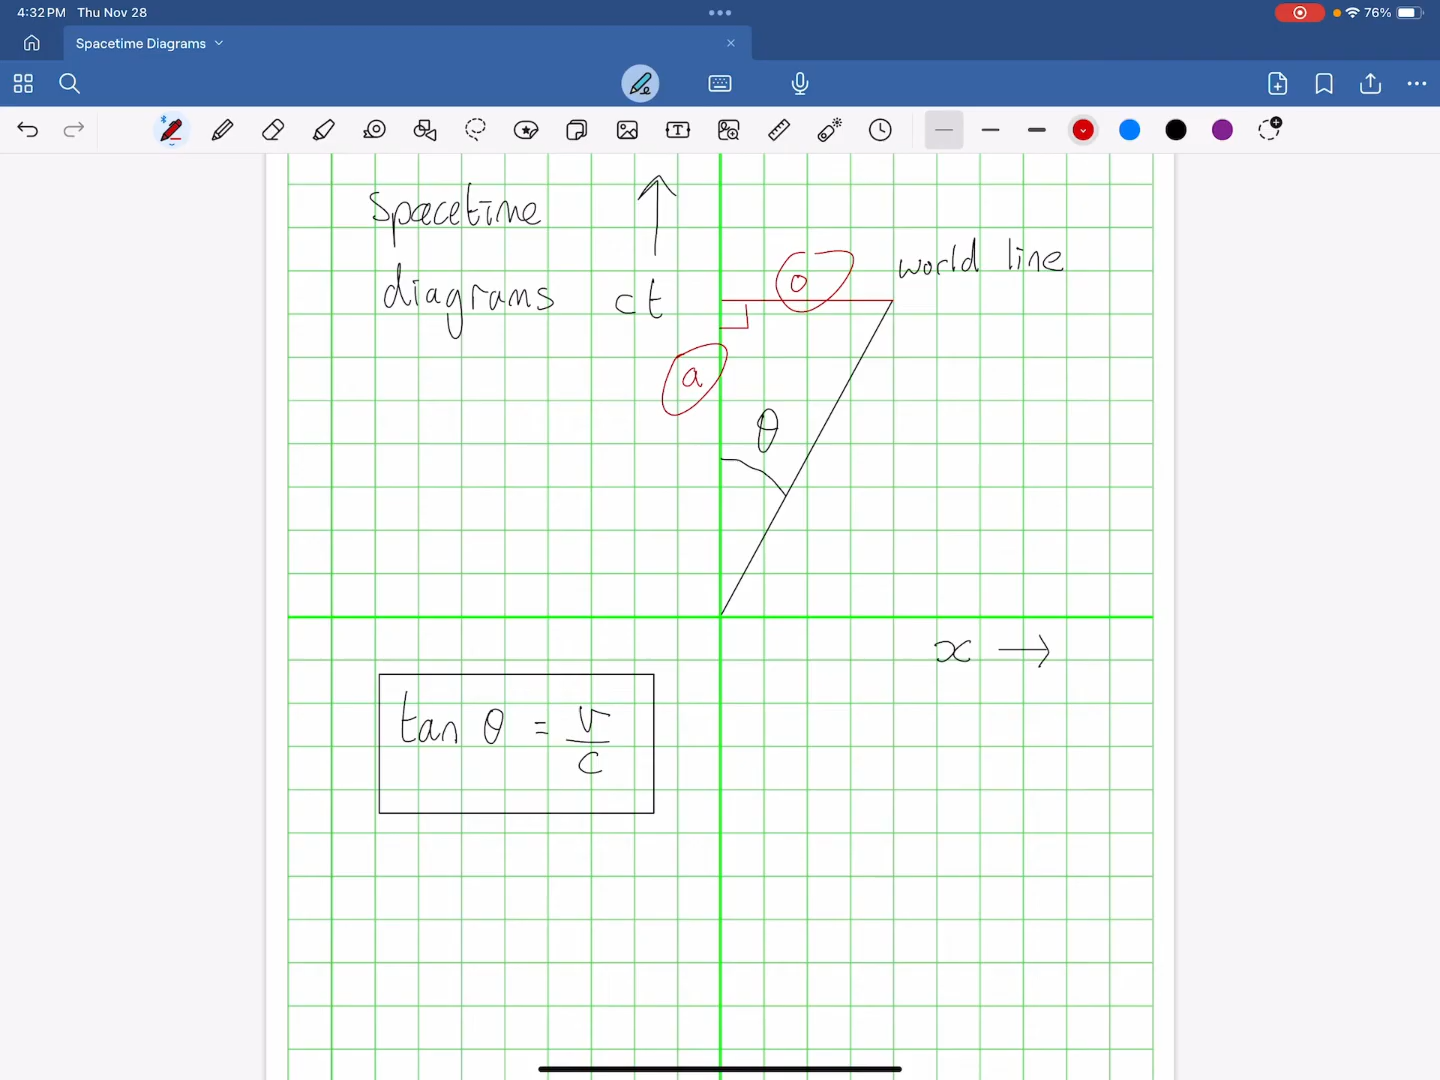 4:32 PM Thu Nov 28
76%
Spacetime Diagrams
Spacetime
diagrams
ct
o
world line
a
θ
x →
tan θ = v/c